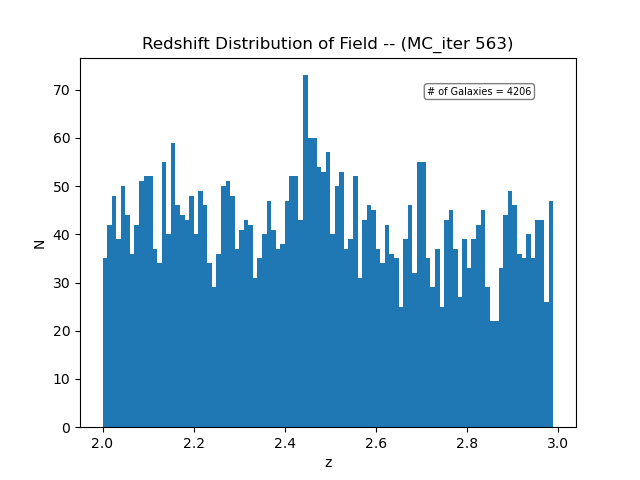 Redshift Distribution of Field -- (MC_iter 563)
# of Galaxies = 4206
70
60
50
40
30
20
10
0
N
2.0 2.2 2.4 2.6 2.8 3.0
z